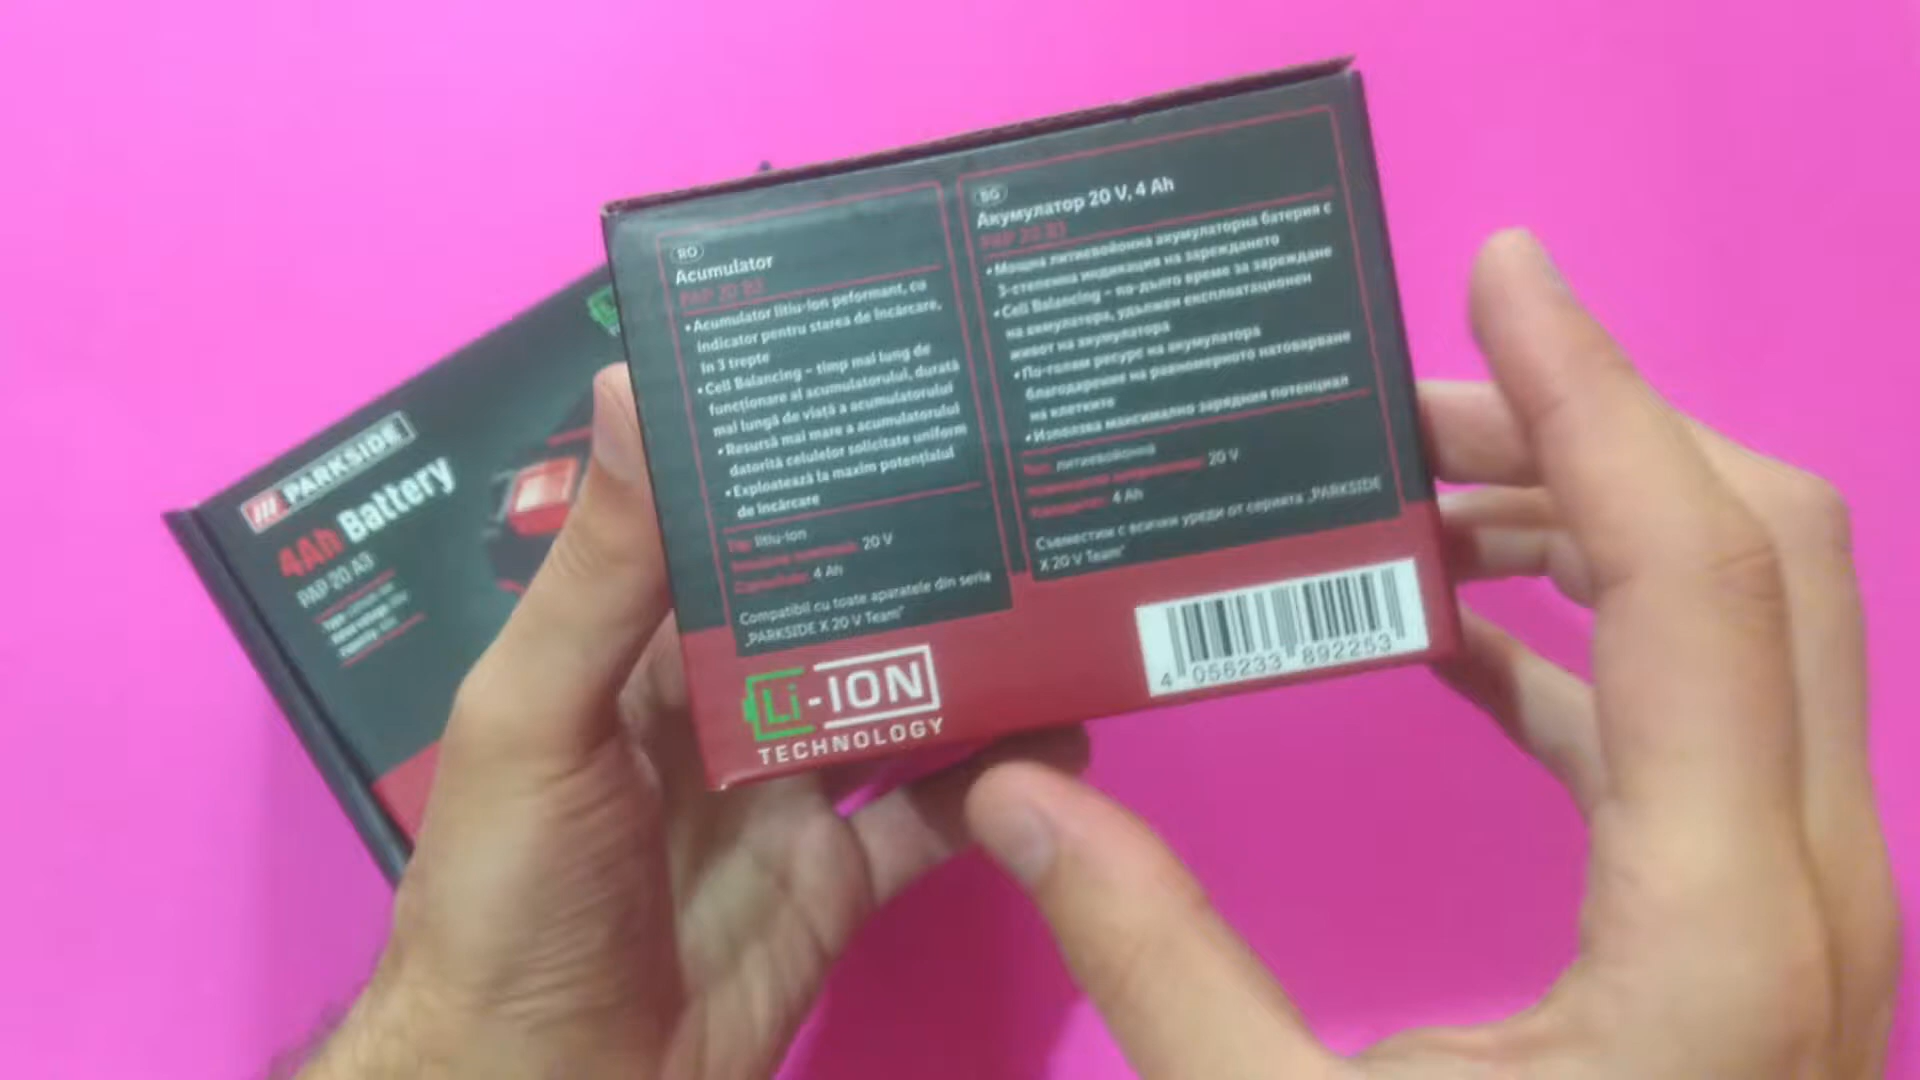 PARKSIDE
4Ah Battery
PAP 20 A3
RO
Acumulator
PAP 20 B3
• Acumulator litiu-ion peformant, cu
indicator pentru starea de încărcare,
în 3 trepte
• Cell Balancing – timp mai lung de
funcționare al acumulatorului, durată
mai lungă de viață a acumulatorului
• Resursă mai mare a acumulatorului
datorită celulelor solicitate uniform
• Exploatează la maxim potențialul
de încărcare
Tip: litiu-ion
20 V
4 Ah
Compatibil cu toate aparatele din seria
„PARKSIDE X 20 V Team"
Li-ION
TECHNOLOGY
BG
Акумулатор 20 V, 4 Ah
PAP 20 B3
• Мощна литиевойонна акумулаторна батерия с
3-степенна индикация на зареждането
• Cell Balancing – по-дълго време за зареждане
на акумулатора, удължен експлоатационен
живот на акумулатора
• По-голям ресурс на акумулатора
благодарение на равномерното натоварване
на клетките
• Използва максимално зарядния потенциал
Тип: литиевойонна
20 V
4 Ah
Съвместим с всички уреди от серията „PARKSIDE
X 20 V Team"
4 056233 892253